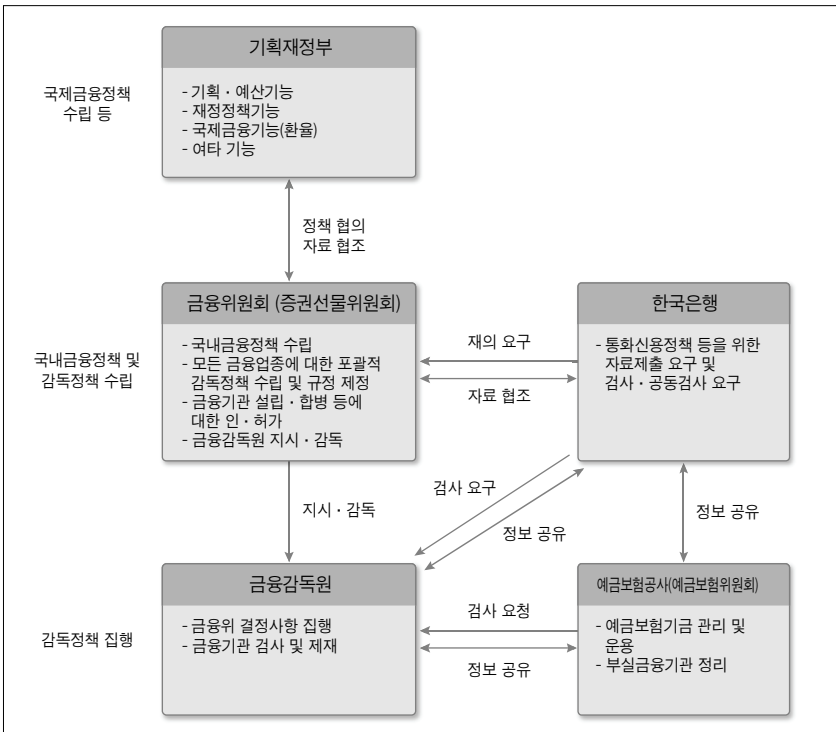 기획재정부
국제금융정책
수립 등
- 기획 · 예산기능
- 재정정책기능
- 국제금융기능(환율)
- 여타 기능
정책 협의
자료 협조
금융위원회 (증권선물위원회)
국내금융정책 및
감독정책 수립
- 국내금융정책 수립
- 모든 금융업종에 대한 포괄적
감독정책 수립 및 규정 제정
- 금융기관 설립 · 합병 등에
대한 인 · 허가
- 금융감독원 지시 · 감독
재의 요구
자료 협조
한국은행
- 통화신용정책 등을 위한
자료제출 요구 및
검사 · 공동검사 요구
지시 · 감독
검사 요구
정보 공유
정보 공유
금융감독원
감독정책 집행
- 금융위 결정사항 집행
- 금융기관 검사 및 제재
검사 요청
정보 공유
예금보험공사(예금보험위원회)
- 예금보험기금 관리 및
운용
- 부실금융기관 정리